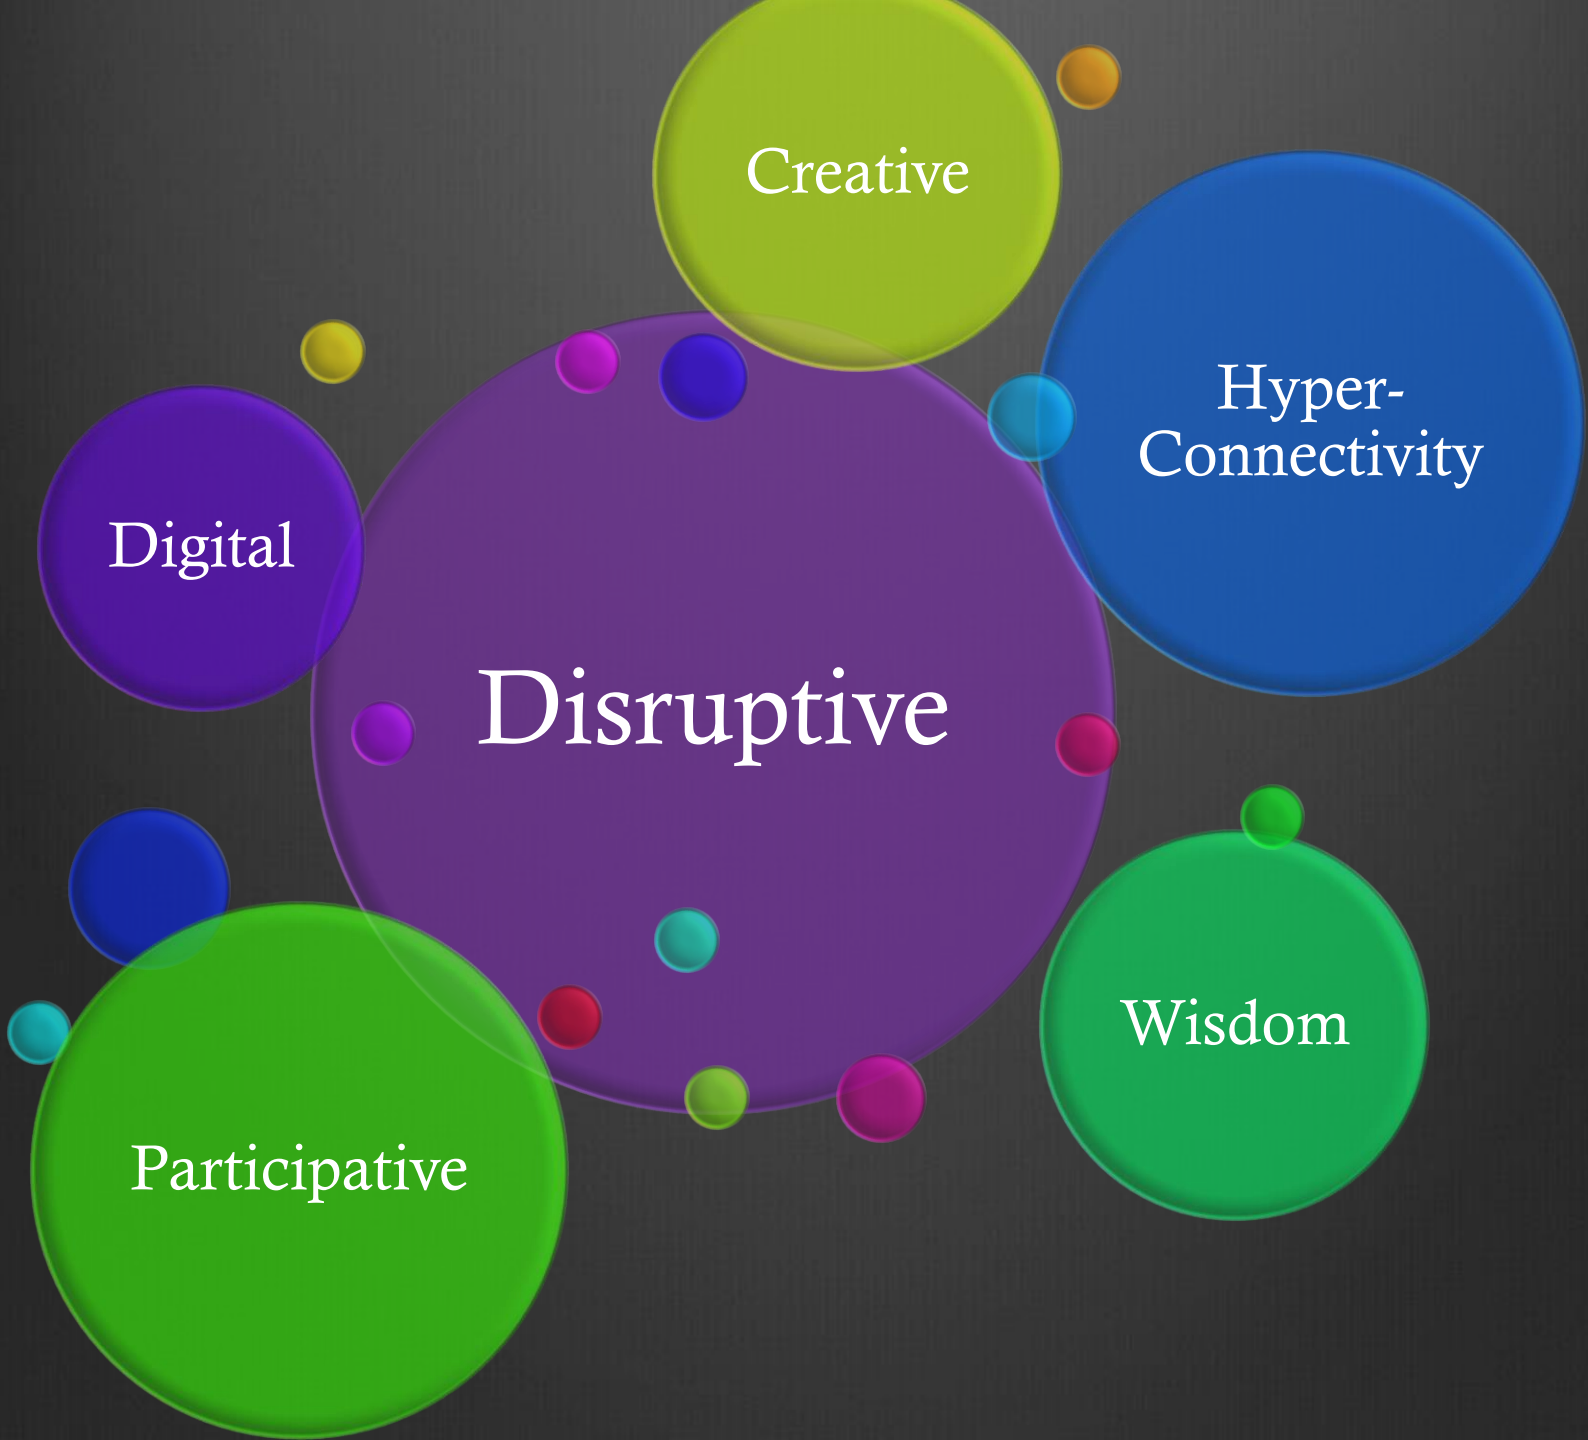 Creative
Hyper-
Connectivity
Digital
Disruptive
Wisdom
Participative